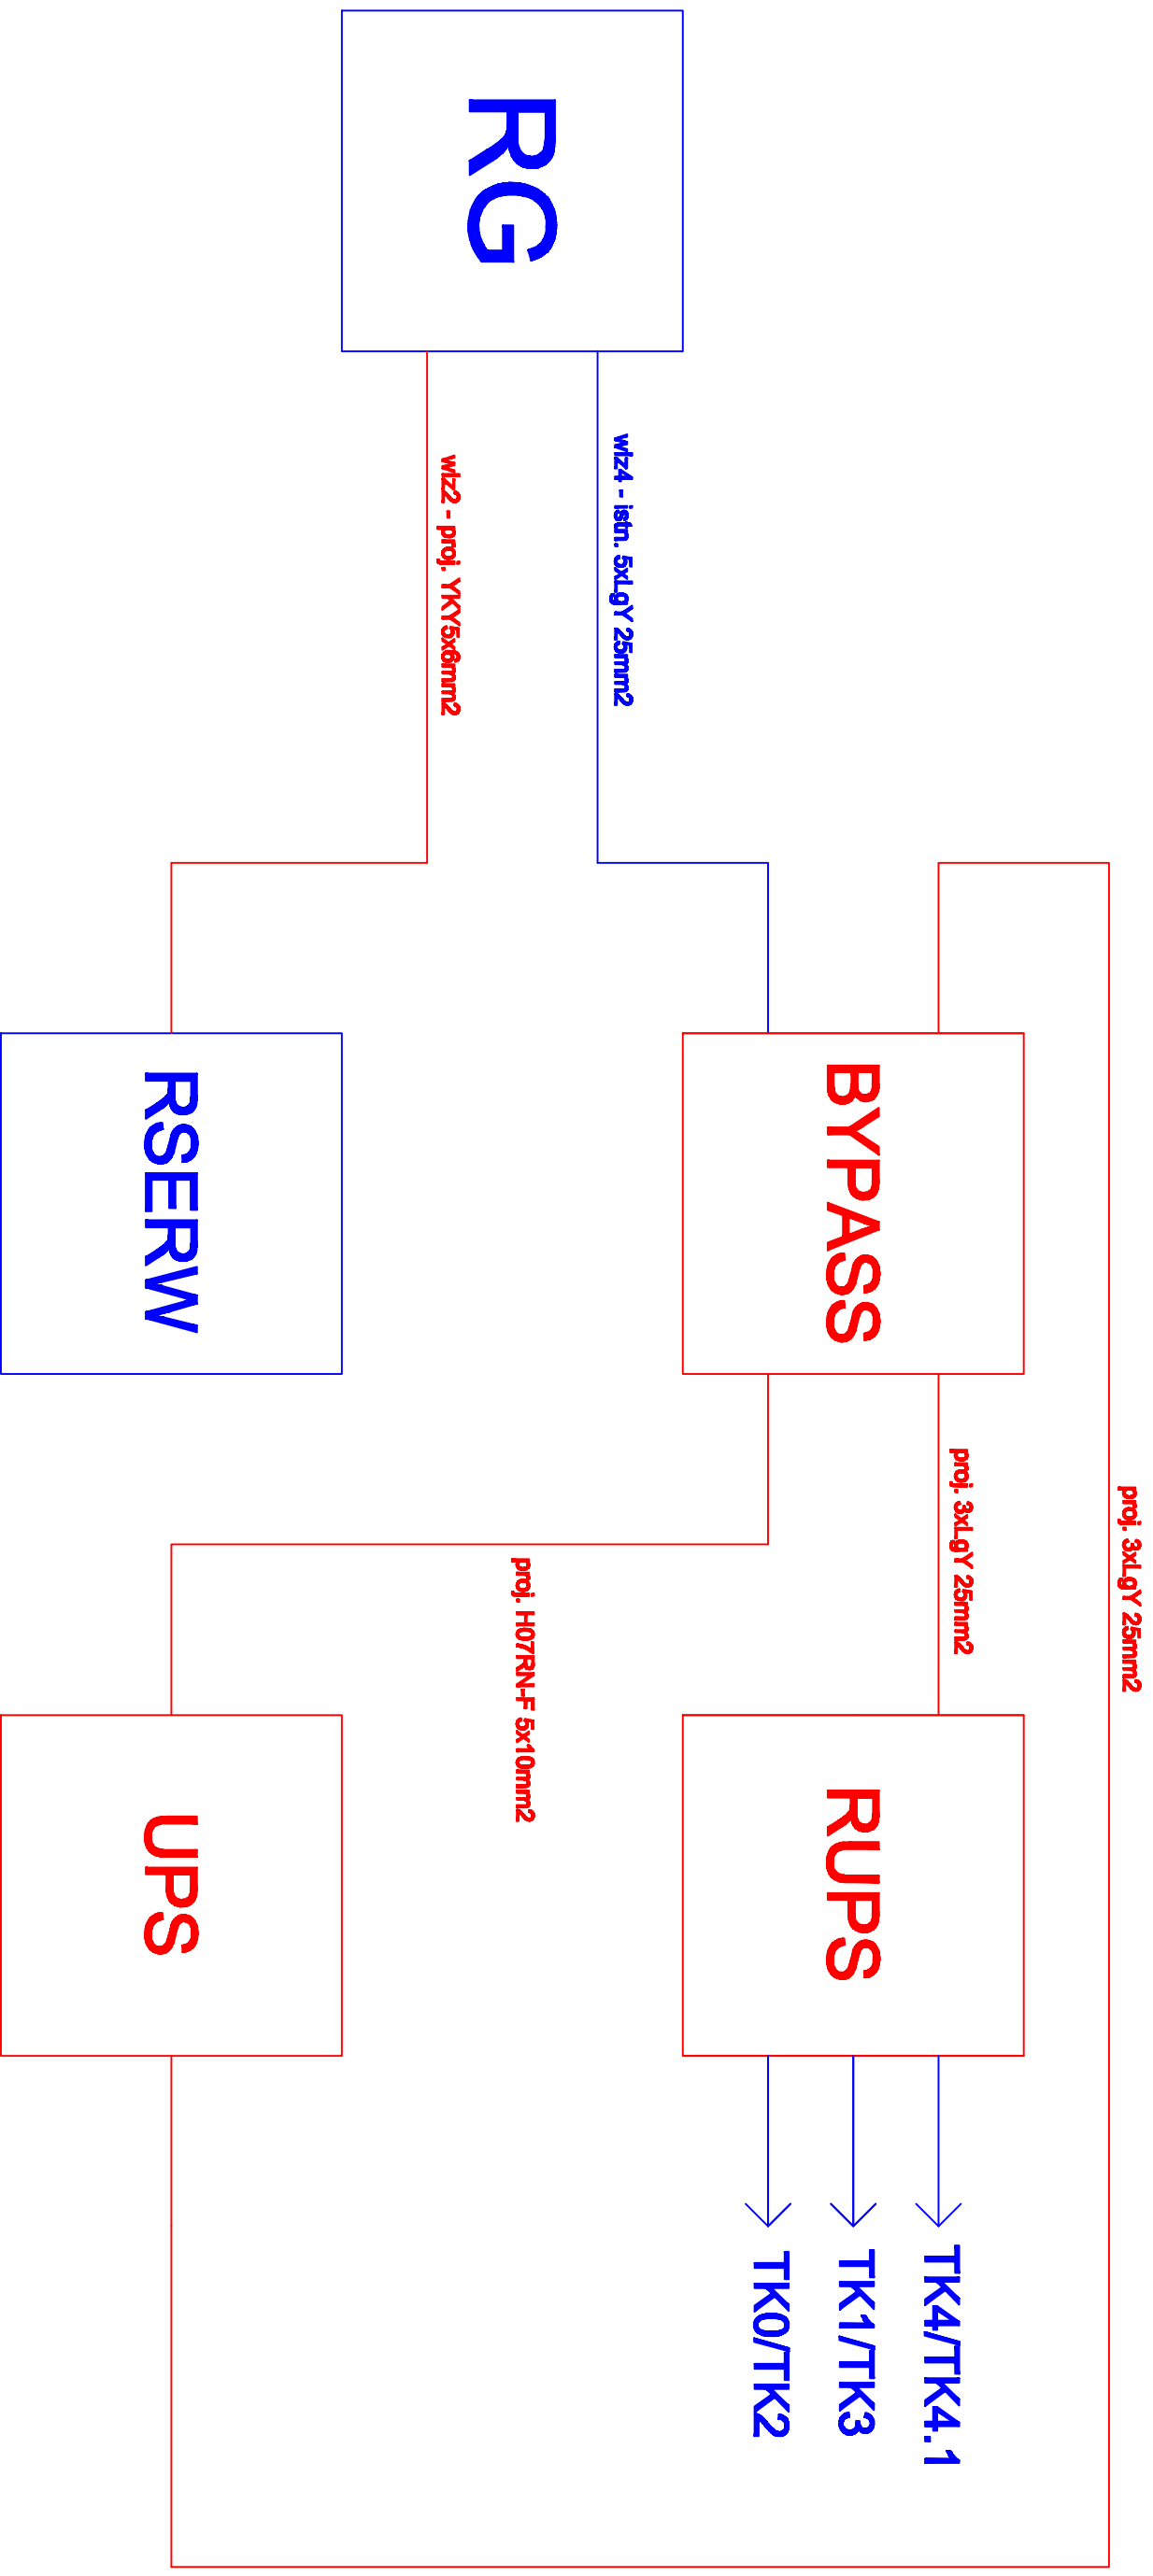 proj. 3xLgY 25mm2
proj. 3xLgY 25mm2
TK4/TK4.1
RG
wlz4 - istn. 5xLgY 25mm2
BYPASS
RUPS
TK1/TK3
TK0/TK2
proj. H07RN-F 5x10mm2
wlz2 - proj. YKY5x6mm2
RSERW
UPS